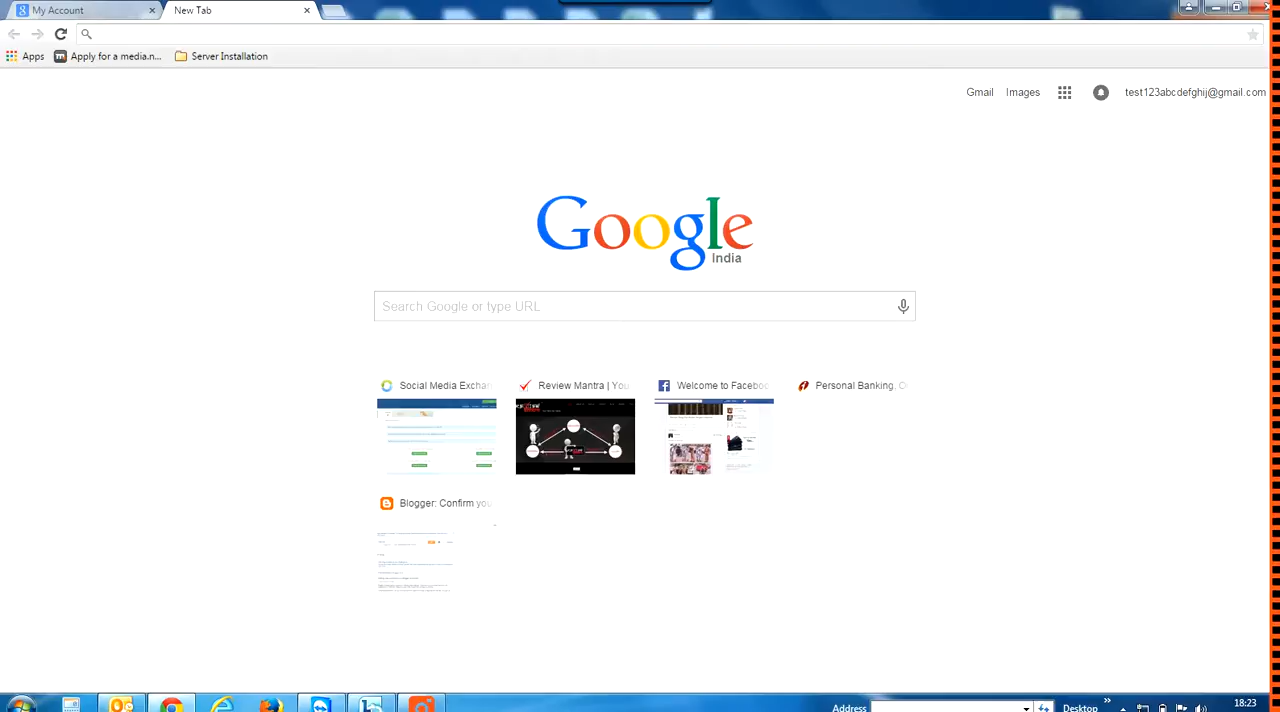 My Account
New Tab
Apps
Apply for a media.n...
Server Installation
Gmail
Images
test123abcdefghij@gmail.com
Google
India
Search Google or type URL
Social Media Exchan
Review Mantra | You
Welcome to Faceboo
Personal Banking, O
Blogger: Confirm you
Address
Desktop
18:23